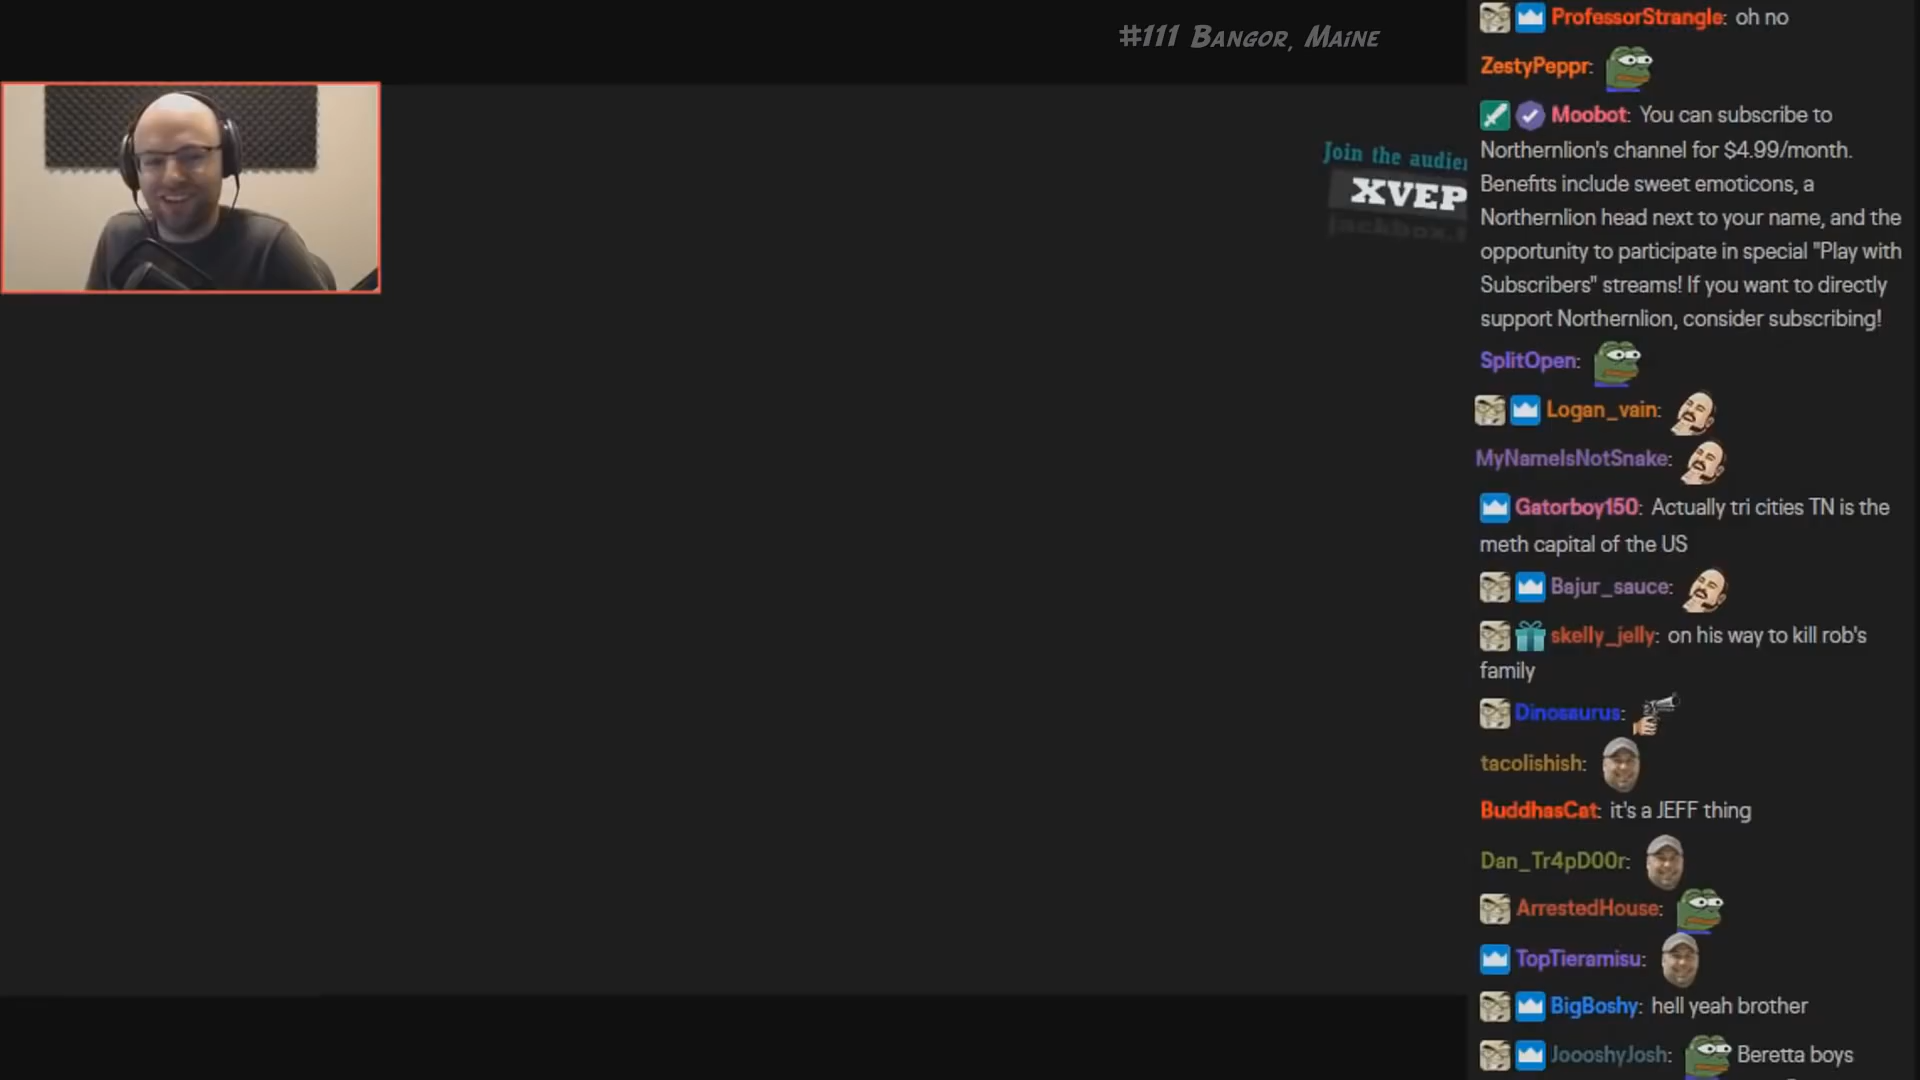 #111 Bangor, Maine
Join the audie
XVEP
jackbox.
ProfessorStrangle: oh no
ZestyPeppr:
Moobot: You can subscribe to
Northernlion's channel for $4.99/month.
Benefits include sweet emoticons, a
Northernlion head next to your name, and the
opportunity to participate in special "Play with
Subscribers" streams! If you want to directly
support Northernlion, consider subscribing!
SplitOpen:
Logan_vain:
MyNameIsNotSnake:
Gatorboy150: Actually tri cities TN is the
meth capital of the US
Bajur_sauce:
skelly_jelly: on his way to kill rob's
family
Dinosaurus:
tacolishish:
BuddhasCat: it's a JEFF thing
Dan_Tr4pD00r:
ArrestedHouse:
TopTieramisu:
BigBoshy: hell yeah brother
JoooshyJosh: Beretta boys